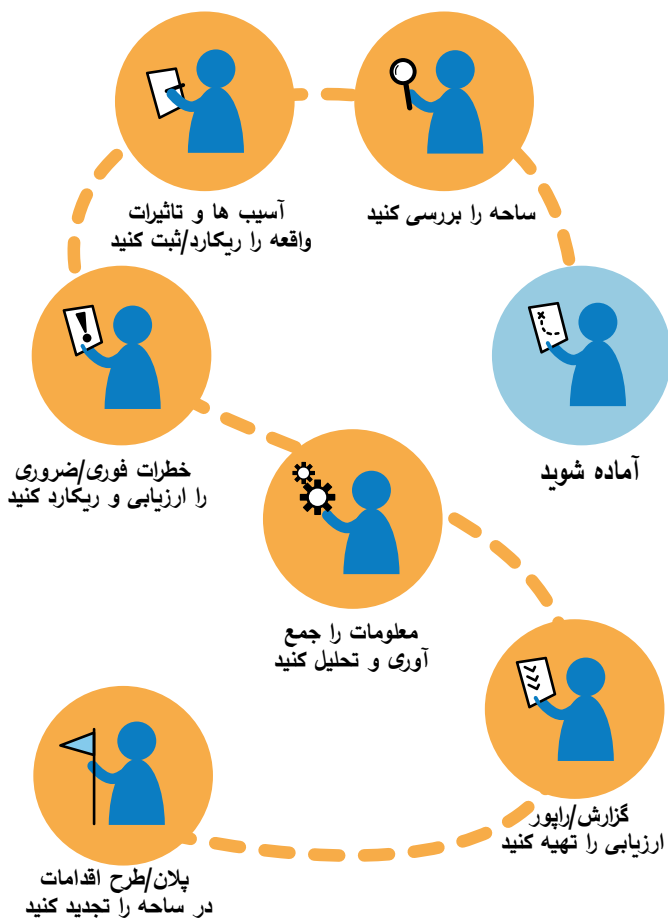 آماده شوید
ساحه را بررسی کنید
آسیب ها و تاثیرات
واقعه را ریکارد/ثبت کنید
خطرات فوری/ضروری
را ارزیابی و ریکارد کنید
معلومات را جمع
آوری و تحلیل کنید
گزارش/راپور
ارزیابی را تهیه کنید
پلان/طرح اقدامات
در ساحه را تجدید کنید